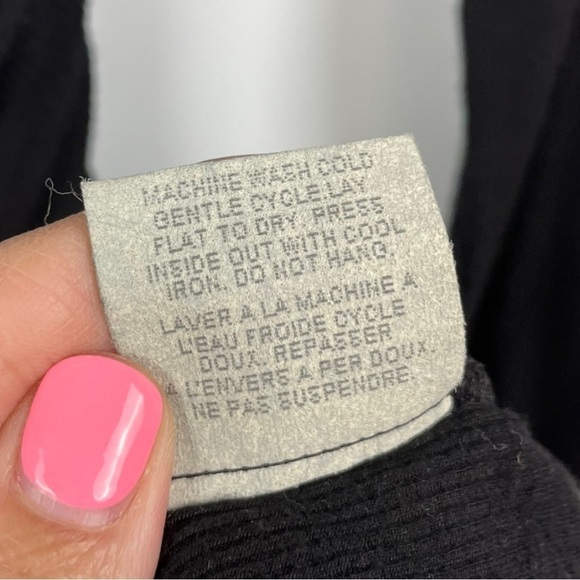 MACHINE WASH COLD
GENTLE CYCLE.LAY
FLAT TO DRY. PRESS
INSIDE OUT WITH COOL
IRON. DO NOT HANG.
LAVER A LA MACHINE A
L'EAU FROIDE CYCLE
DOUX. REPASSER
A L'ENVERS A PER DOUX.
NE PAS SUSPENDRE.